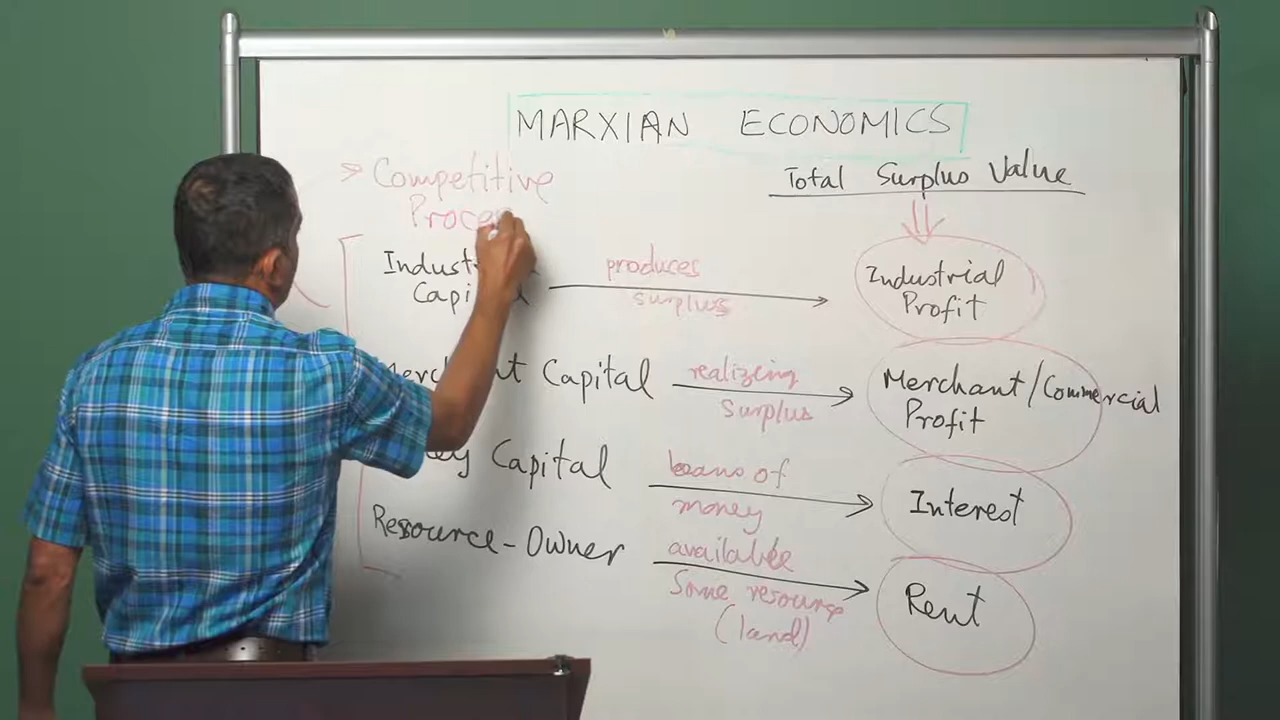 MARXIAN ECONOMICS
> Competitive
Total Surplus Value
Capital
produces
surplus
Industrial
Profit
Capital
realizing
Surplus
Merchant/Commercial
Profit
Capital
loans of
money
Interest
Resource-Owner
available
Some resource
(land)
Rent